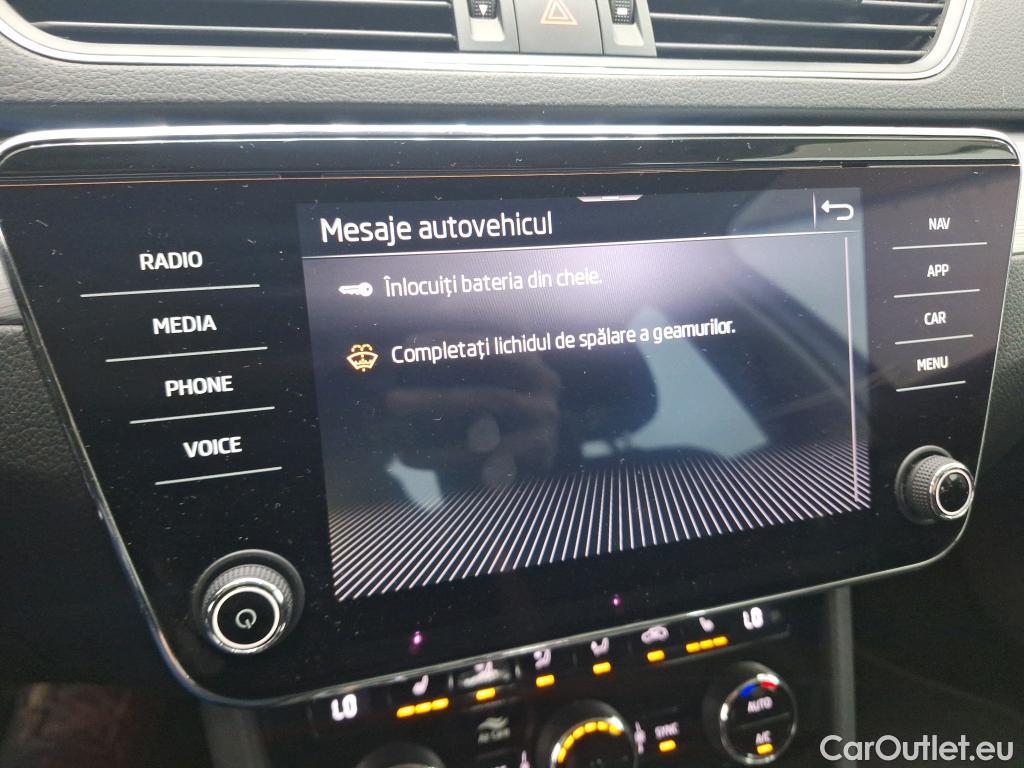 Mesaje autovehicul
NAV
RADIO
Înlocuiți bateria din cheie.
APP
MEDIA
Completați lichidul de spălare a geamurilor.
CAR
PHONE
MENU
VOICE
LO
LO
AUTO
SYNC
A/C
CarOutlet.eu